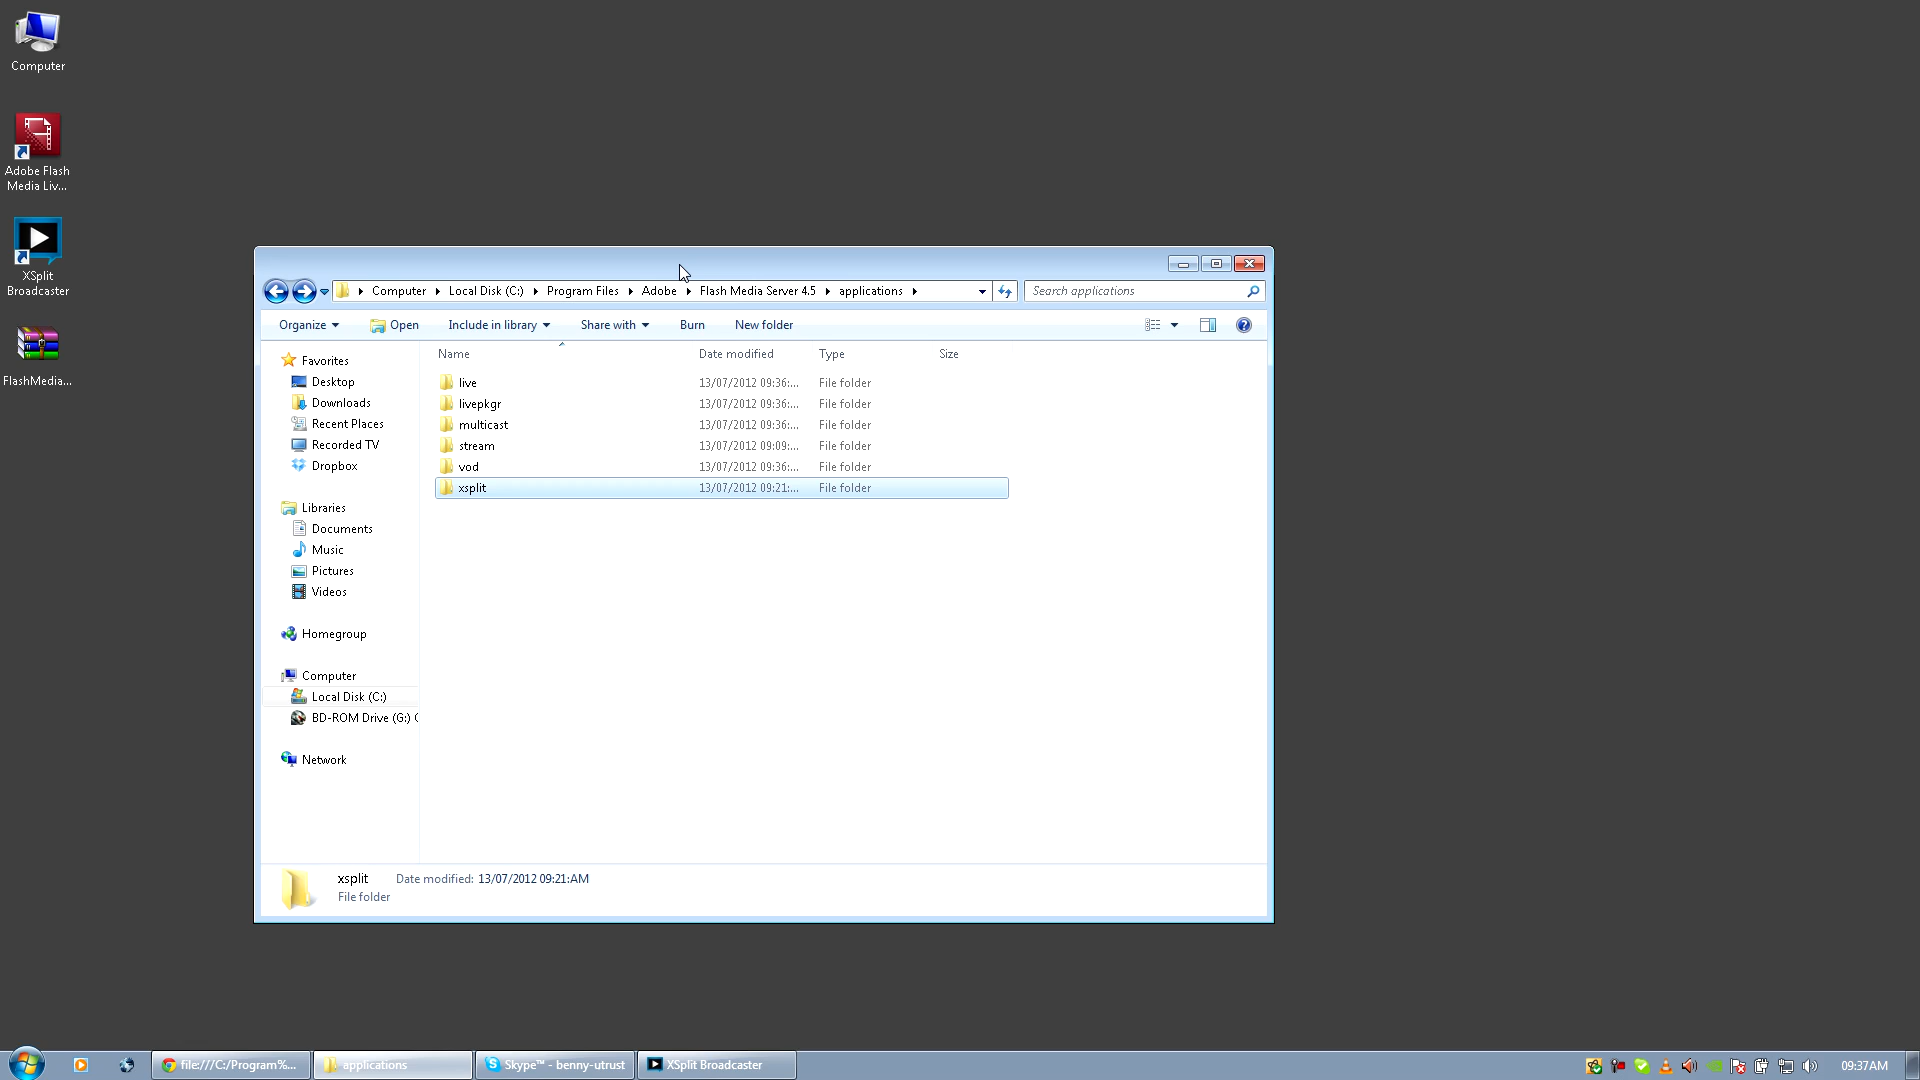 Computer
Adobe Flash
Media Liv...
XSplit
Broadcaster
FlashMedia...
Computer Local Disk (C:) Program Files Adobe Flash Media Server 4.5 applications
Search applications
Organize Open Include in library Share with Burn New folder
Name Date modified Type Size
live 13/07/2012 09:36:... File folder
livepkgr 13/07/2012 09:36:... File folder
multicast 13/07/2012 09:36:... File folder
stream 13/07/2012 09:09:... File folder
vod 13/07/2012 09:36:... File folder
xsplit 13/07/2012 09:21:... File folder
Favorites
Desktop
Downloads
Recent Places
Recorded TV
Dropbox
Libraries
Documents
Music
Pictures
Videos
Homegroup
Computer
Local Disk (C:)
BD-ROM Drive (G:)
Network
xsplit Date modified: 13/07/2012 09:21:AM
File folder
file:///C:/Program%... applications Skype™ - benny-utrust XSplit Broadcaster 09:37AM